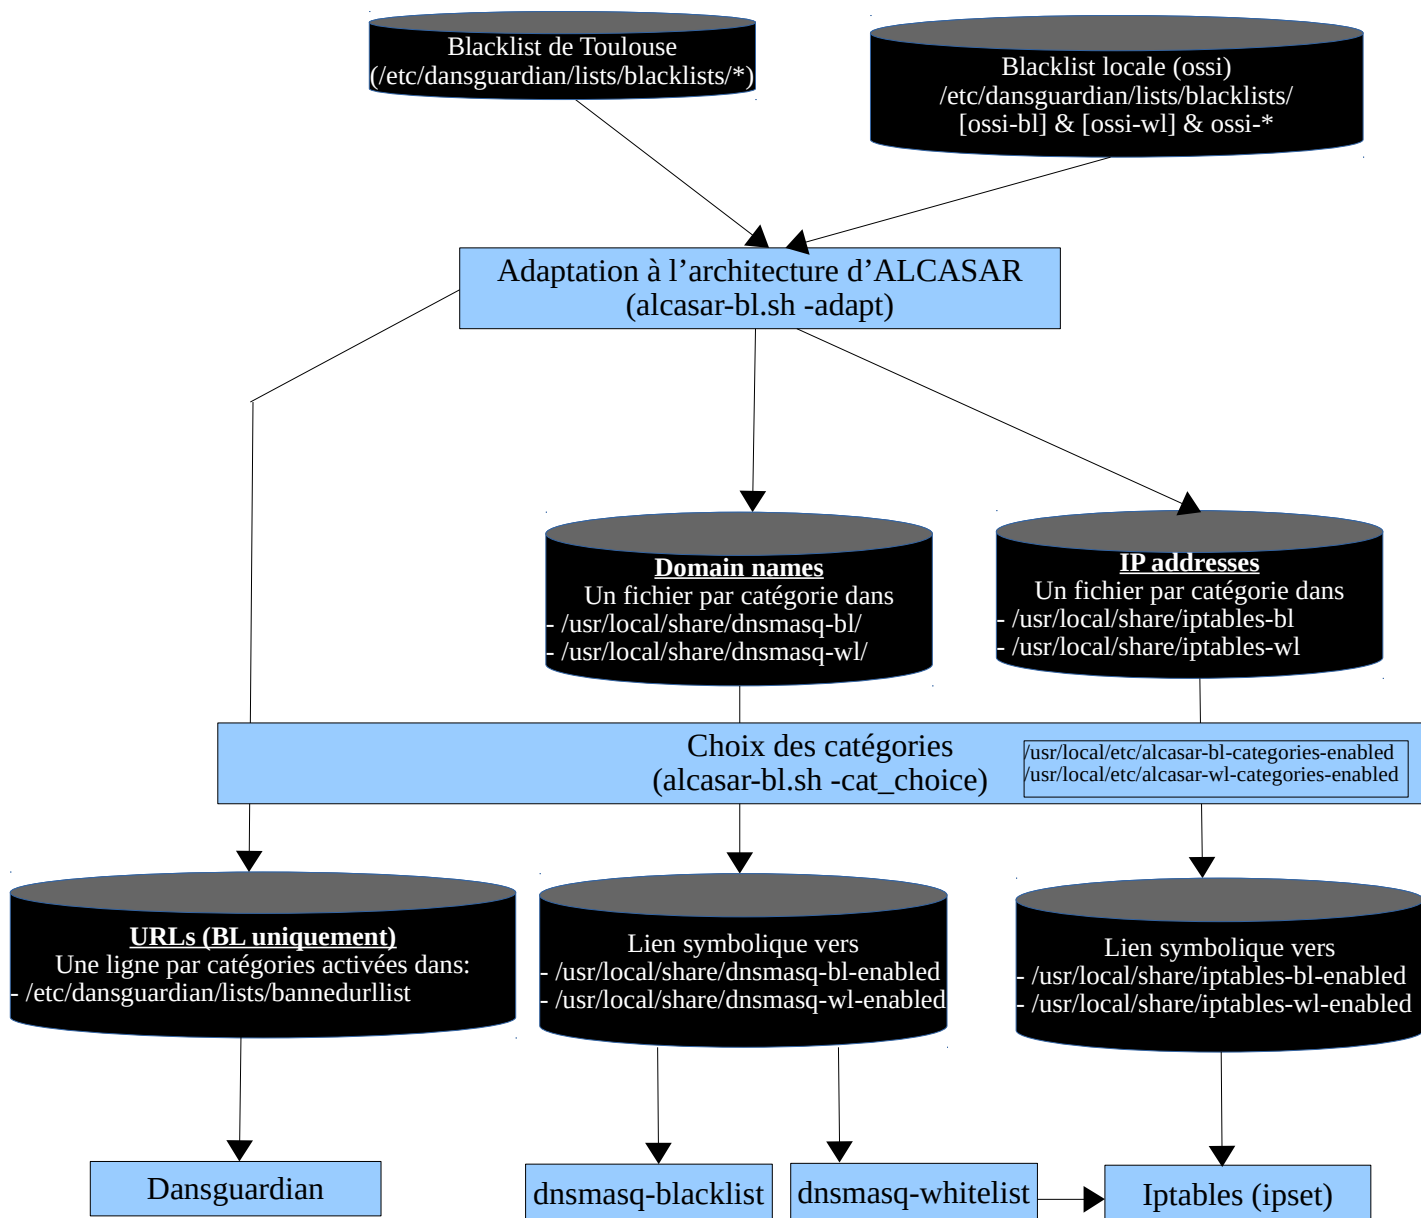 Blacklist de Toulouse
(/etc/dansguardian/lists/blacklists/*)
Blacklist locale (ossi)
/etc/dansguardian/lists/blacklists/
[ossi-bl] & [ossi-wl] & ossi-*
Adaptation à l’architecture d’ALCASAR
(alcasar-bl.sh -adapt)
Domain names
Un fichier par catégorie dans
- /usr/local/share/dnsmasq-bl/
- /usr/local/share/dnsmasq-wl/
IP addresses
Un fichier par catégorie dans
- /usr/local/share/iptables-bl
- /usr/local/share/iptables-wl
Choix des catégories
(alcasar-bl.sh -cat_choice)
/usr/local/etc/alcasar-bl-categories-enabled
/usr/local/etc/alcasar-wl-categories-enabled
URLs (BL uniquement)
Une ligne par catégories activées dans:
- /etc/dansguardian/lists/bannedurllist
Lien symbolique vers
- /usr/local/share/dnsmasq-bl-enabled
- /usr/local/share/dnsmasq-wl-enabled
Lien symbolique vers
- /usr/local/share/iptables-bl-enabled
- /usr/local/share/iptables-wl-enabled
Dansguardian
dnsmasq-blacklist
dnsmasq-whitelist
Iptables (ipset)